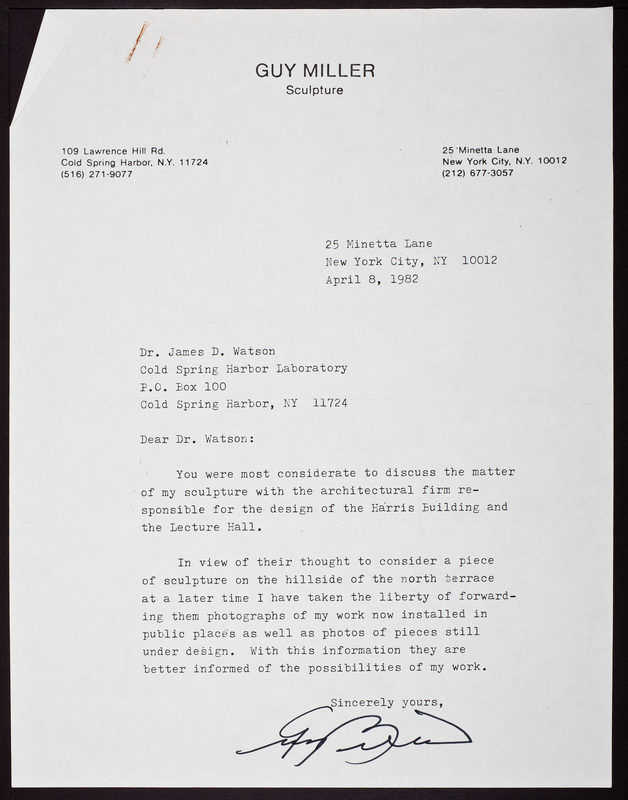 GUY MILLER
Sculpture
109 Lawrence Hill Rd.
Cold Spring Harbor, N.Y. 11724
(516) 271-9077
25 Minetta Lane
New York City, N.Y. 10012
(212) 677-3057
25 Minetta Lane
New York City, NY 10012
April 8, 1982
Dr. James D. Watson
Cold Spring Harbor Laboratory
P.O. Box 100
Cold Spring Harbor, NY 11724
Dear Dr. Watson:
You were most considerate to discuss the matter
of my sculpture with the architectural firm re-
sponsible for the design of the Harris Building and
the Lecture Hall.
In view of their thought to consider a piece
of sculpture on the hillside of the north terrace
at a later time I have taken the liberty of forward-
ing them photographs of my work now installed in
public places as well as photos of pieces still
under design. With this information they are
better informed of the possibilities of my work.
Sincerely yours,